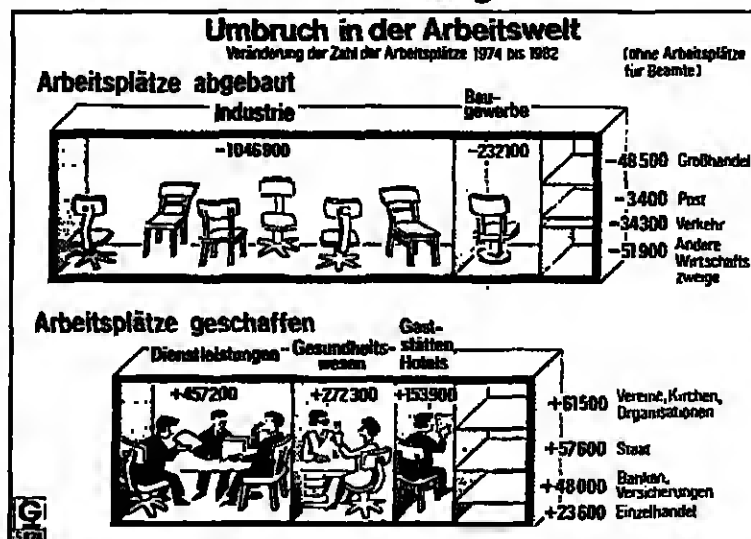 Umbruch in der Arbeitswelt
Veränderung der Zahl der Arbeitsplätze 1974 bis 1982
(ohne Arbeitsplätze
für Beamte)
Arbeitsplätze abgebaut
Industrie
Bau-
gewerbe
-1046900
-232100
-48500 Großhandel
-3400 Post
-34300 Verkehr
-51900 Andere
Wirtschafts
zweige
Arbeitsplätze geschaffen
Dienstleistungen
Gesundheits-
wesen
Gast-
stätten,
Hotels
+457200
+272300
+153900
+61500 Vereine, Kirchen,
Organisationen
+57600 Staat
+48000 Banken,
Versicherungen
+23600 Einzelhandel
G